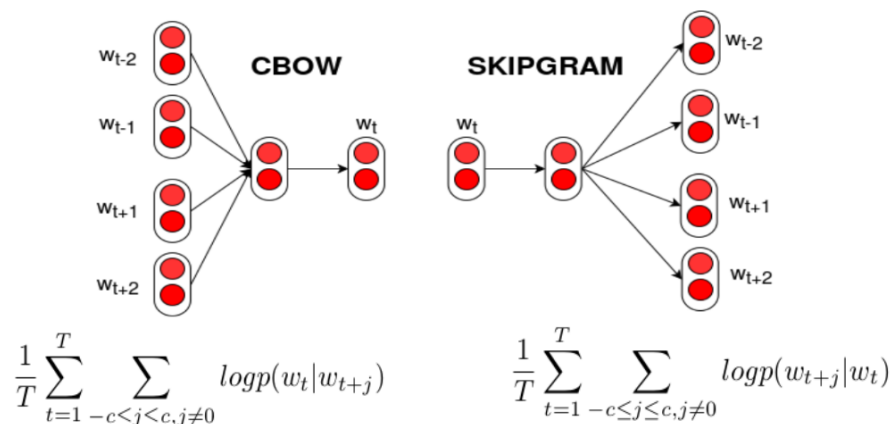 CBOW
w_{t-2}
w_{t-1}
w_{t+1}
w_{t+2}
w_t
SKIPGRAM
w_t
w_{t-2}
w_{t-1}
w_{t+1}
w_{t+2}
\frac{1}{T} \sum_{t=1}^{T} \sum_{-c<j<c,j\neq 0} logp(w_t|w_{t+j})
\frac{1}{T} \sum_{t=1}^{T} \sum_{-c\leq j\leq c,j\neq 0} logp(w_{t+j}|w_t)